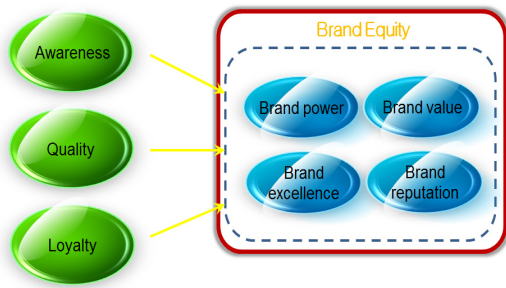 Brand Equity
Awareness
Quality
Loyalty
Brand power
Brand value
Brand
excellence
Brand
reputation